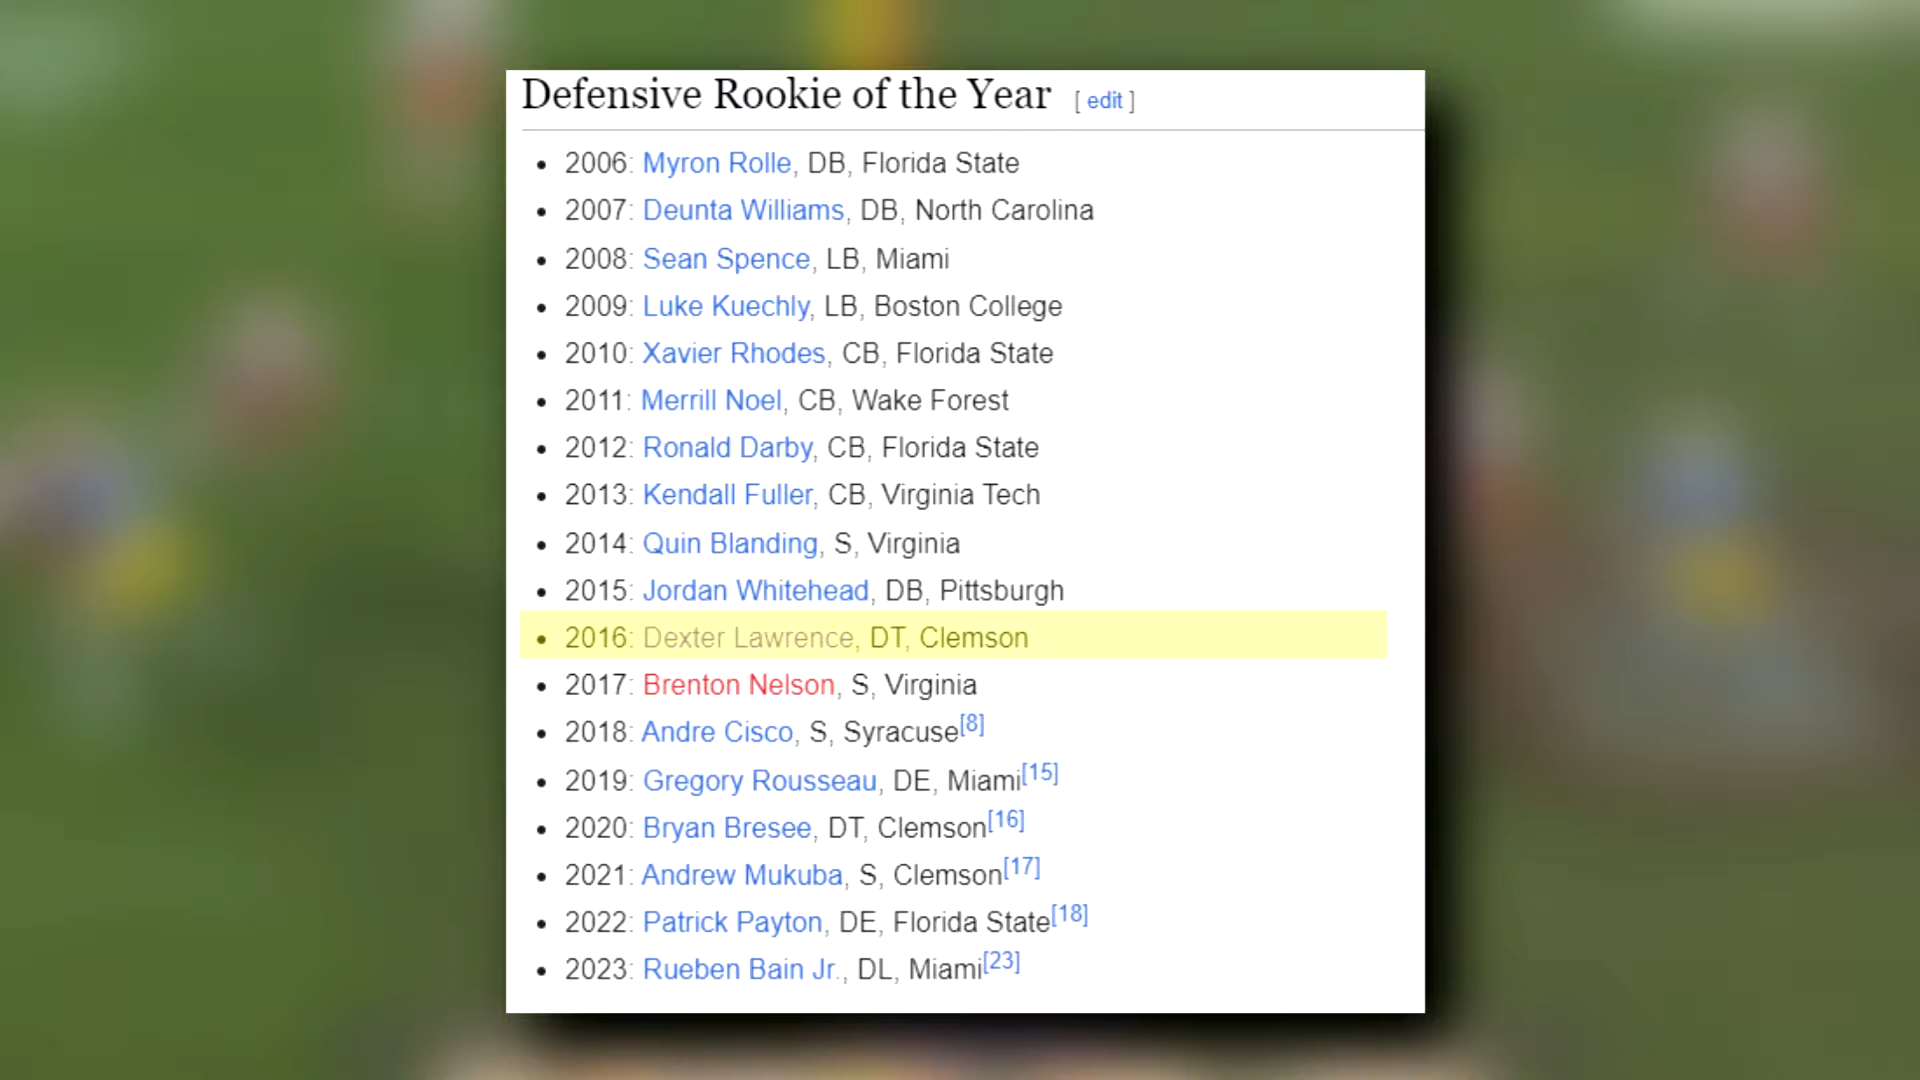 Defensive Rookie of the Year [ edit ]
• 2006: Myron Rolle, DB, Florida State
• 2007: Deunta Williams, DB, North Carolina
• 2008: Sean Spence, LB, Miami
• 2009: Luke Kuechly, LB, Boston College
• 2010: Xavier Rhodes, CB, Florida State
• 2011: Merrill Noel, CB, Wake Forest
• 2012: Ronald Darby, CB, Florida State
• 2013: Kendall Fuller, CB, Virginia Tech
• 2014: Quin Blanding, S, Virginia
• 2015: Jordan Whitehead, DB, Pittsburgh
• 2016: Dexter Lawrence, DT, Clemson
• 2017: Brenton Nelson, S, Virginia
• 2018: Andre Cisco, S, Syracuse[8]
• 2019: Gregory Rousseau, DE, Miami[15]
• 2020: Bryan Bresee, DT, Clemson[16]
• 2021: Andrew Mukuba, S, Clemson[17]
• 2022: Patrick Payton, DE, Florida State[18]
• 2023: Rueben Bain Jr., DL, Miami[23]